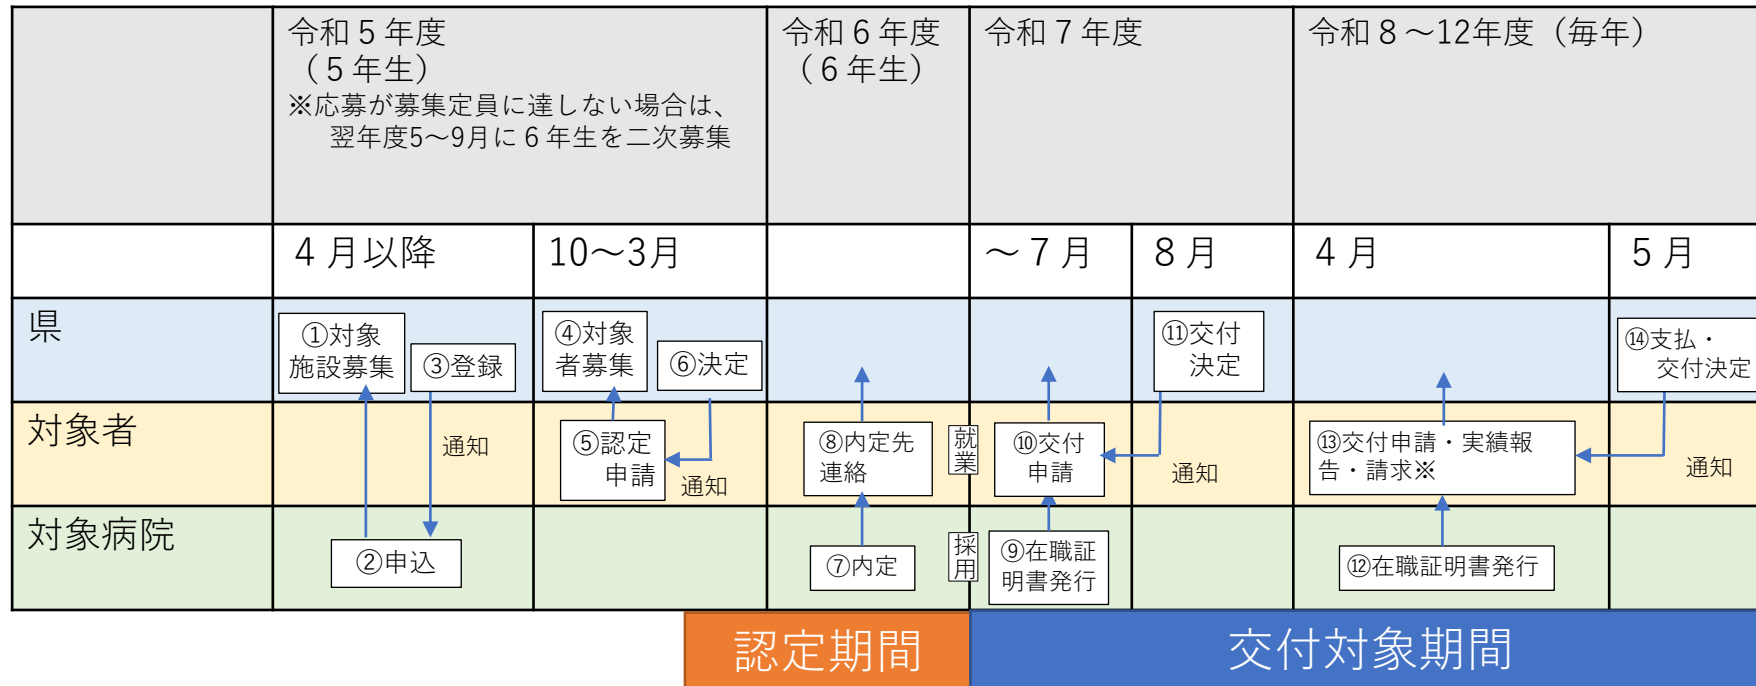 令和５年度
（５年生）
※応募が募集定員に達しない場合は、
翌年度5～9月に６年生を二次募集
令和６年度
（６年生）
令和７年度
令和８～12年度（毎年）
４月以降
10～3月
～７月
８月
４月
５月
県
①対象
施設募集
③登録
④対象
者募集
⑥決定
⑪交付
決定
⑭支払・
交付決定
対象者
通知
⑤認定
申請
通知
⑧内定先
連絡
就業
⑩交付
申請
通知
⑬交付申請・実績報
告・請求※
通知
対象病院
②申込
⑦内定
採用
⑨在職証
明書発行
⑫在職証明書発行
認定期間
交付対象期間